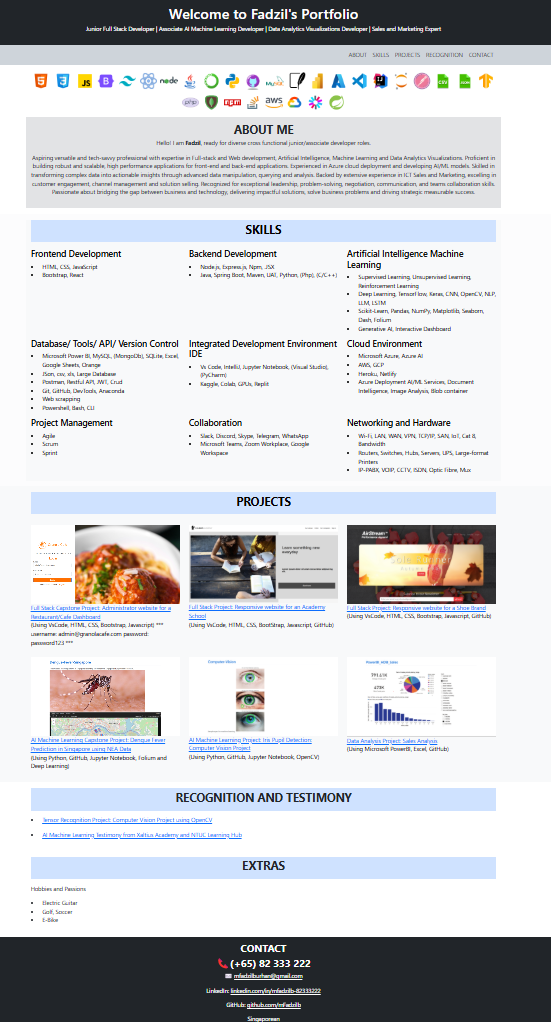 Welcome to Fadzil's Portfolio
Junior Full Stack Developer | Associate AI Machine Learning Developer | Data Analytics Visualizations Developer | Sales and Marketing Expert
ABOUT SKILLS PROJECTS RECOGNITION CONTACT
JS
node
MySQL
CSV
php
npm
aws
ABOUT ME
Hello! I am Fadzil, ready for diverse cross functional junior/associate developer roles.
Aspiring versatile and tech-savvy professional with expertise in Full-stack and Web development, Artificial Intelligence, Machine Learning and Data Analytics Visualizations. Proficient in
building robust and scalable, high performance applications for front-end and back-end applications. Experienced in Azure cloud deployment and developing AI/ML models. Skilled in
transforming complex data into actionable insights through advanced data manipulation, querying and analysis. Backed by extensive experience in ICT Sales and Marketing, excelling in
customer engagement, channel management and solution selling. Recognized for exceptional leadership, problem-solving, negotiation, communication, and teams collaboration skills.
Passionate about bridging the gap between business and technology, delivering impactful solutions, solve business problems and driving strategic measurable success.
SKILLS
Frontend Development
HTML, CSS, JavaScript
Bootstrap, React
Backend Development
Node.js, Express.js, Npm, JSX
Java, Spring Boot, Maven, UAT, Python, (Php), (C/C++)
Artificial Intelligence Machine
Learning
Supervised Learning, Unsupervised Learning,
Reinforcement Learning
Deep Learning, Tensorflow, Keras, CNN, OpenCV, NLP,
LLM, LSTM
Scikit-Learn, Pandas, NumPy, Matplotlib, Seaborn,
Dash, Folium
Generative AI, Interactive Dashboard
Database/ Tools/ API/ Version Control
Microsoft Power BI, MySQL, (MongoDb), SQLite, Excel,
Google Sheets, Orange
JSon, csv, xls, Large Database
Postman, Restful API, JWT, Crud
Git, GitHub, DevTools, Anaconda
Web scrapping
Powershell, Bash, CLI
Integrated Development Environment
IDE
Vs Code, IntelliJ, Jupyter Notebook, (Visual Studio),
(PyCharm)
Kaggle, Colab, GPUs, Replit
Cloud Environment
Microsoft Azure, Azure AI
AWS, GCP
Heroku, Netlify
Azure Deployment AI/ML Services, Document
Intelligence, Image Analysis, Blob container
Project Management
Agile
Scrum
Sprint
Collaboration
Slack, Discord, Skype, Telegram, WhatsApp
Microsoft Teams, Zoom Workplace, Google
Workspace
Networking and Hardware
Wi-Fi, LAN, WAN, VPN, TCP/IP, SAN, IoT, Cat 8,
Bandwidth
Routers, Switches, Hubs, Servers, UPS, Large-format
Printers
IP-PABX, VOIP, CCTV, ISDN, Optic Fibre, Mux
PROJECTS
Full Stack Capstone Project: Administrator website for a
Restaurant/Cafe Dashboard
(Using VsCode, HTML, CSS, Bootstrap, Javascript) ***
username: admin@granolacafe.com password:
password123 ***
Learn something new
everyday
Full Stack Project: Responsive website for an Academy
School
(Using VsCode, HTML, CSS, BootStrap, Javascript, GitHub)
AirStream
Full Stack Project: Responsive website for a Shoe Brand
(Using VsCode, HTML, CSS, Bootstrap, Javascript, GitHub)
AI Machine Learning Capstone Project: Dengue Fever
Prediction in Singapore using NEA Data
(Using Python, GitHub, Jupyter Notebook, Folium and
Deep Learning)
Computer Vision
AI Machine Learning Project: Iris Pupil Detection:
Computer Vision Project
(Using Python, GitHub, Jupyter Notebook, OpenCV)
Data Analysis Project: Sales Analysis
(Using Microsoft PowerBI, Excel, GitHub)
RECOGNITION AND TESTIMONY
Tensor Recognition Project: Computer Vision Project using OpenCV
AI Machine Learning Testimony from Xaltius Academy and NTUC Learning Hub
EXTRAS
Hobbies and Passions
Electric Guitar
Golf, Soccer
E-Bike
CONTACT
(+65) 82 333 222
mfadzilburhan@gmail.com
LinkedIn: linkedin.com/in/mfadzilb-82333222
GitHub: github.com/mFadzilb
Singaporean